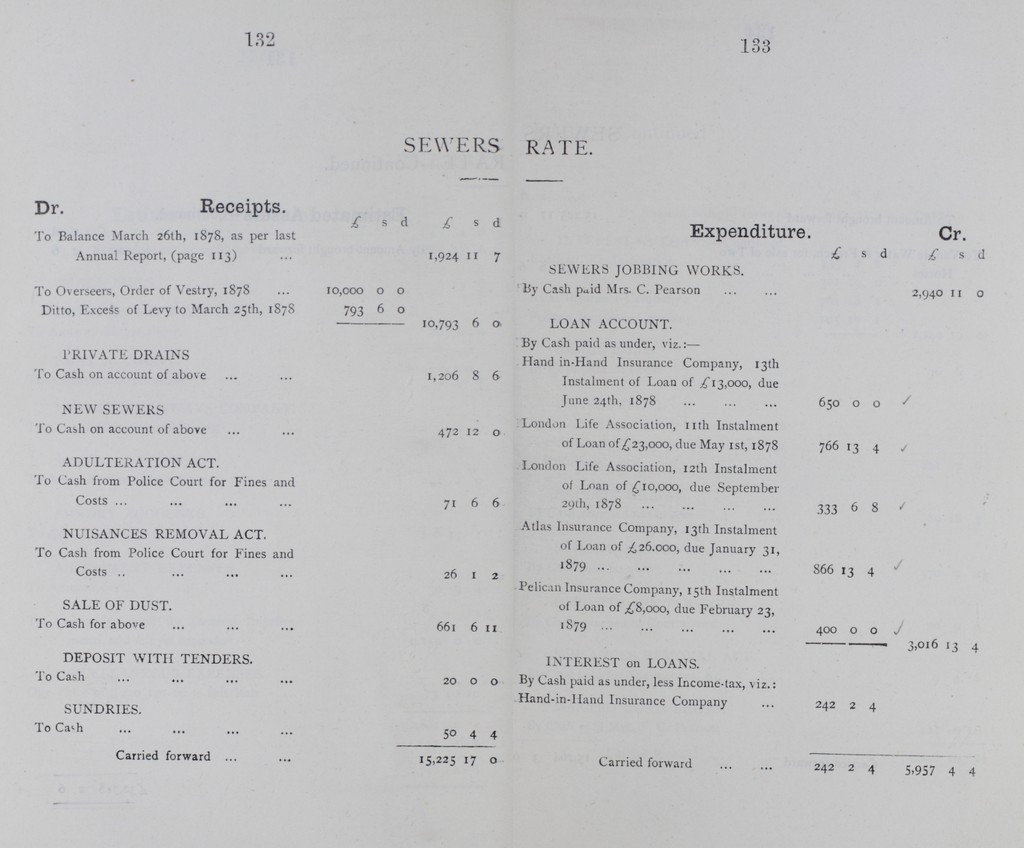 132
SEWERS
Dr. Receipts.
£ s d £ s d
To Balance March 26th, 1878, as per last
Annual Report, (page 113) ... 1,924 11 7
To Overseers, Order of Vestry, 1878 ... 10,000 0 0
Ditto, Excess of Levy to March 25th, 1878 793 6 0
10,793 6 0
PRIVATE DRAINS
To Cash on account of above ... ... 1,206 8 6
NEW SEWERS
To Cash on account of above ... ... 472 12 0
ADULTERATION ACT.
To Cash from Police Court for Fines and
Costs ... ... ... ... 71 6 6
NUISANCES REMOVAL ACT.
To Cash from Police Court for Fines and
Costs .. ... ... ... 26 1 2
SALE OF DUST.
To Cash for above ... ... ... 661 6 11
DEPOSIT WITH TENDERS.
To Cash ... ... ... ... 20 0 0
SUNDRIES.
To Cash ... ... ... ... 50 4 4
Carried forward ... ... 15,225 17 0
133
RATE.
Expenditure. Cr.
£ s d £ s d
SEWERS JOBBING WORKS.
By Cash paid Mrs. C. Pearson ... ... 2,940 11 0
LOAN ACCOUNT.
By Cash paid as under, viz.:—
Hand in-Hand Insurance Company, 13th
Instalment of Loan of £13,000, due
June 24th, 1878 ... ... ... 650 0 0 ✓
London Life Association, 11th Instalment
of Loan of £23,000, due May 1st, 1878 766 13 4 ✓
London Life Association, 12th Instalment
of Loan of £10,000, due September
29th, 1878 ... ... ... ... 333 6 8 ✓
Atlas Insurance Company, 13th Instalment
of Loan of £26.000, due January 31,
1879 ... ... ... ... ... 866 13 4 ✓
Pelican Insurance Company, 15th Instalment
of Loan of £8,000, due February 23,
1879 ... ... ... ... ... 400 0 0 ✓
3,016 13 4
INTEREST on LOANS.
By Cash paid as under, less Income-tax, viz.:
Hand-in-Hand Insurance Company ... 242 2 4
Carried forward ... ... 242 2 4 5,957 4 4